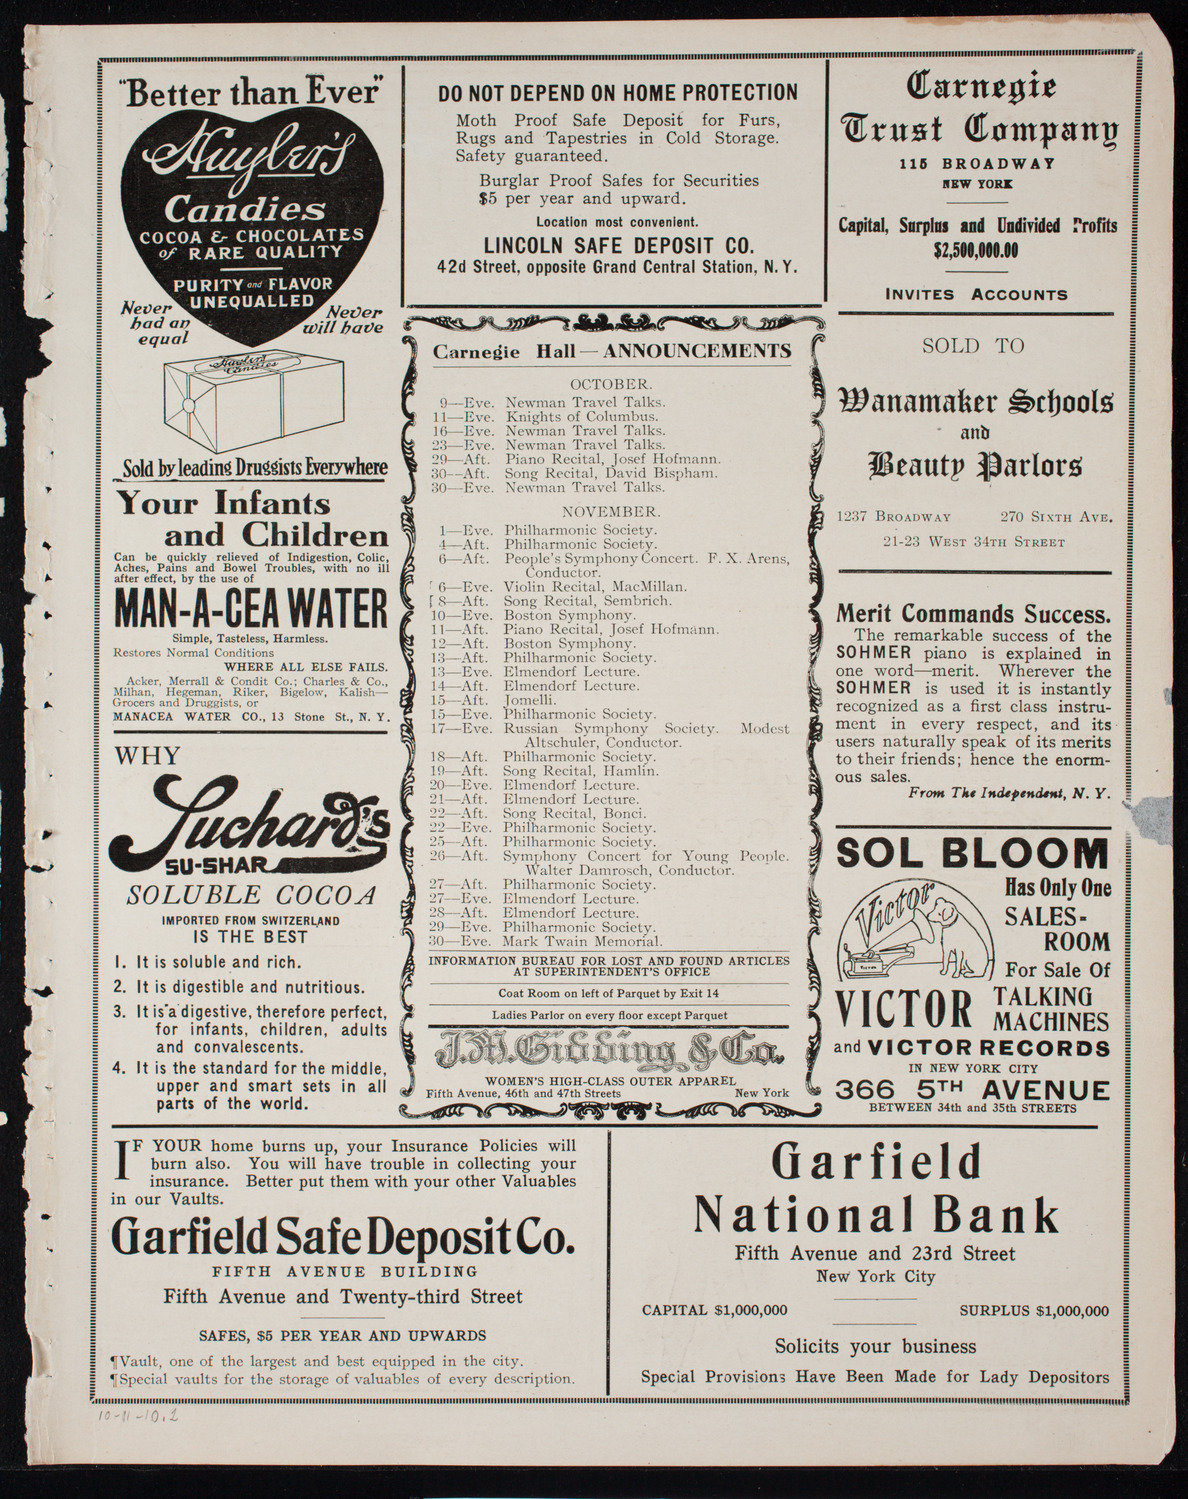 "Better than Ever"
Huyler's
Candies
COCOA & CHOCOLATES
of RARE QUALITY
PURITY and FLAVOR
UNEQUALLED
Never
had an
equal
Never
will have
Huyler's
Candies
Sold by leading Druggists Everywhere
Your Infants
and Children
Can be quickly relieved of Indigestion, Colic,
Aches, Pains and Bowel Troubles, with no ill
after effect, by the use of
MAN-A-CEA WATER
Simple, Tasteless, Harmless.
Restores Normal Conditions
WHERE ALL ELSE FAILS.
Acker, Merrall & Condit Co.; Charles & Co.,
Milhan, Hegeman, Riker, Bigelow, Kalish—
Grocers and Druggists, or
MANACEA WATER CO., 13 Stone St., N. Y.
WHY
Suchard's
SU-SHAR
SOLUBLE COCOA
IMPORTED FROM SWITZERLAND
IS THE BEST
1. It is soluble and rich.
2. It is digestible and nutritious.
3. It is a digestive, therefore perfect,
for infants, children, adults
and convalescents.
4. It is the standard for the middle,
upper and smart sets in all
parts of the world.
DO NOT DEPEND ON HOME PROTECTION
Moth Proof Safe Deposit for Furs,
Rugs and Tapestries in Cold Storage.
Safety guaranteed.
Burglar Proof Safes for Securities
$5 per year and upward.
Location most convenient.
LINCOLN SAFE DEPOSIT CO.
42d Street, opposite Grand Central Station, N. Y.
Carnegie Hall—ANNOUNCEMENTS
OCTOBER.
9—Eve. Newman Travel Talks.
11—Eve. Knights of Columbus.
16—Eve. Newman Travel Talks.
23—Eve. Newman Travel Talks.
29—Aft. Piano Recital, Josef Hofmann.
30—Aft. Song Recital, David Bispham.
30—Eve. Newman Travel Talks.
NOVEMBER.
1—Eve. Philharmonic Society.
4—Aft. Philharmonic Society.
6—Aft. People's Symphony Concert. F. X. Arens,
Conductor.
6—Eve. Violin Recital, MacMillan.
8—Aft. Song Recital, Sembrich.
10—Eve. Boston Symphony.
11—Aft. Piano Recital, Josef Hofmann.
12—Aft. Boston Symphony.
13—Aft. Philharmonic Society.
13—Eve. Elmendorf Lecture.
14—Aft. Elmendorf Lecture.
15—Aft. Jomelli.
15—Eve. Philharmonic Society.
17—Eve. Russian Symphony Society. Modest
Altschuler, Conductor.
18—Aft. Philharmonic Society.
19—Aft. Song Recital, Hamlin.
20—Eve. Elmendorf Lecture.
21—Aft. Elmendorf Lecture.
22—Aft. Song Recital, Bonci.
22—Eve. Philharmonic Society.
25—Aft. Philharmonic Society.
26—Aft. Symphony Concert for Young People.
Walter Damrosch, Conductor.
27—Aft. Philharmonic Society.
27—Eve. Elmendorf Lecture.
28—Aft. Elmendorf Lecture.
29—Eve. Philharmonic Society.
30—Eve. Mark Twain Memorial.
INFORMATION BUREAU FOR LOST AND FOUND ARTICLES
AT SUPERINTENDENT'S OFFICE
Coat Room on left of Parquet by Exit 14
Ladies Parlor on every floor except Parquet
J. M. Gidding & Co.
WOMEN'S HIGH-CLASS OUTER APPAREL
Fifth Avenue, 46th and 47th Streets New York
Carnegie
Trust Company
115 BROADWAY
NEW YORK
Capital, Surplus and Undivided Profits
$2,500,000.00
INVITES ACCOUNTS
SOLD TO
Wanamaker Schools
and
Beauty Parlors
1237 BROADWAY 270 SIXTH AVE.
21-23 WEST 34TH STREET
Merit Commands Success.
The remarkable success of the
SOHMER piano is explained in
one word—merit. Wherever the
SOHMER is used it is instantly
recognized as a first class instru-
ment in every respect, and its
users naturally speak of its merits
to their friends; hence the enorm-
ous sales.
From The Independent, N. Y.
SOL BLOOM
Victor
Has Only One
SALES-
ROOM
For Sale Of
VICTOR TALKING
MACHINES
and VICTOR RECORDS
IN NEW YORK CITY
366 5TH AVENUE
BETWEEN 34th and 35th STREETS
IF YOUR home burns up, your Insurance Policies will
burn also. You will have trouble in collecting your
insurance. Better put them with your other Valuables
in our Vaults.
Garfield Safe Deposit Co.
FIFTH AVENUE BUILDING
Fifth Avenue and Twenty-third Street
SAFES, $5 PER YEAR AND UPWARDS
¶Vault, one of the largest and best equipped in the city.
¶Special vaults for the storage of valuables of every description.
Garfield
National Bank
Fifth Avenue and 23rd Street
New York City
CAPITAL $1,000,000 SURPLUS $1,000,000
Solicits your business
Special Provisions Have Been Made for Lady Depositors
10-11-10.2